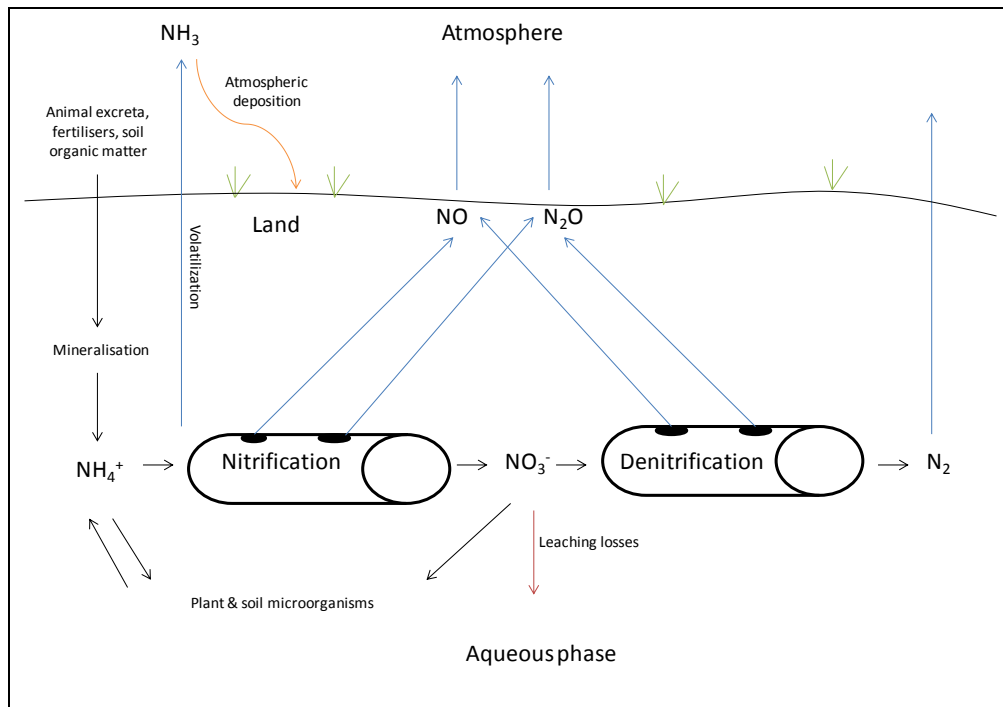 NH₃
Atmosphere
Atmospheric
deposition
Animal excreta,
fertilisers, soil
organic matter
Land
NO
N₂O
Volatilization
Mineralisation
NH₄⁺
Nitrification
NO₃⁻
Denitrification
N₂
Leaching losses
Plant & soil microorganisms
Aqueous phase